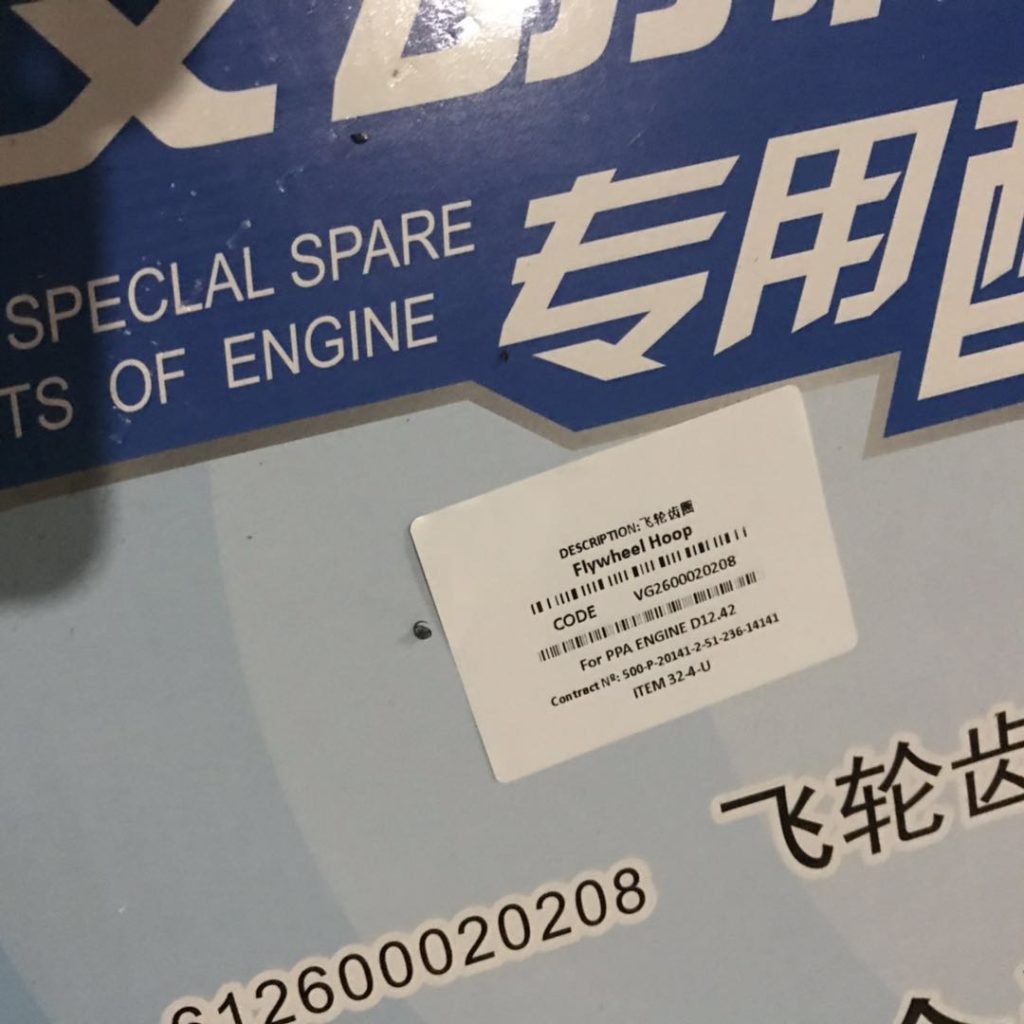 SPECLAL SPARE
TS OF ENGINE
专用
DESCRIPTION:飞轮齿圈
Flywheel Hoop
CODE VG2600020208
For PPA ENGINE D12.42
Contract Nº: 500-P-20141-2-51-236-14141
ITEM 32-4-U
飞轮齿
612600020208